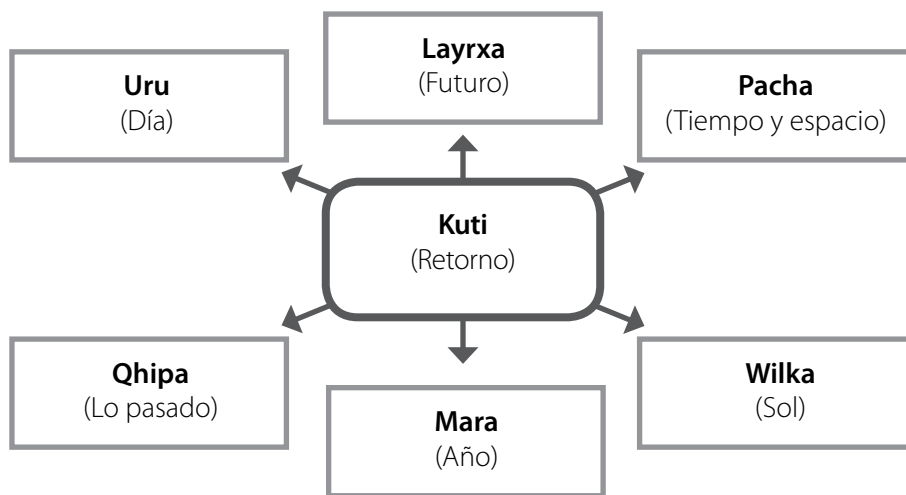 Uru
(Día)
Layrxa
(Futuro)
Pacha
(Tiempo y espacio)
Kuti
(Retorno)
Qhipa
(Lo pasado)
Mara
(Año)
Wilka
(Sol)